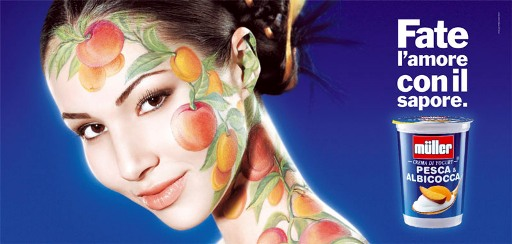 Fate
l'amore
con il
sapore.
müller
CREMA DI YOGURT
PESCA &
ALBICOCCA